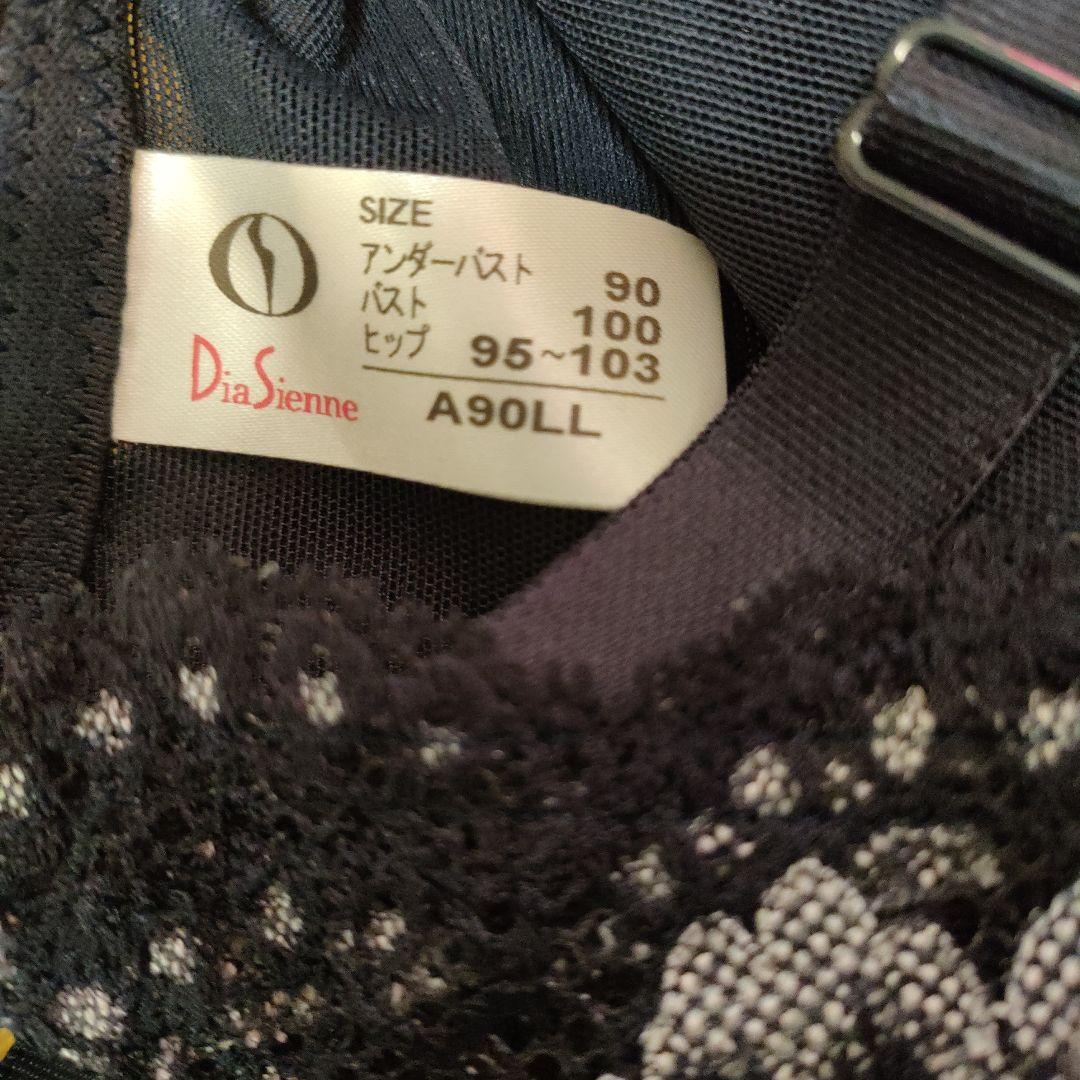 SIZE
アンダーバスト 90
バスト 100
ヒップ 95~103
A90LL
DiaSienne